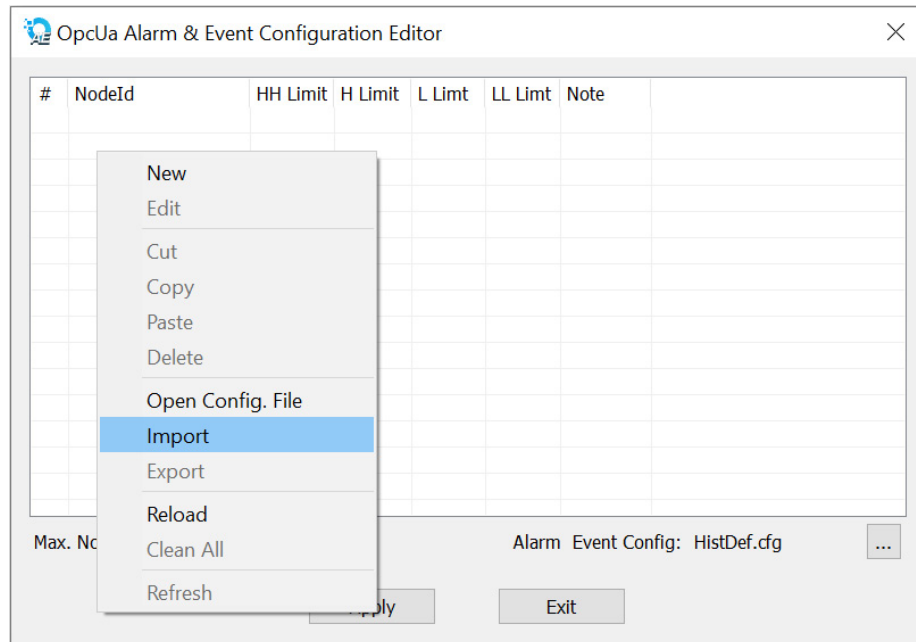 OpcUa Alarm & Event Configuration Editor
# NodeId HH Limit H Limit L Limt LL Limt Note
New
Edit
Cut
Copy
Paste
Delete
Open Config. File
Import
Export
Reload
Clean All
Refresh
Max. Alarm Event Config: HistDef.cfg ...
Exit